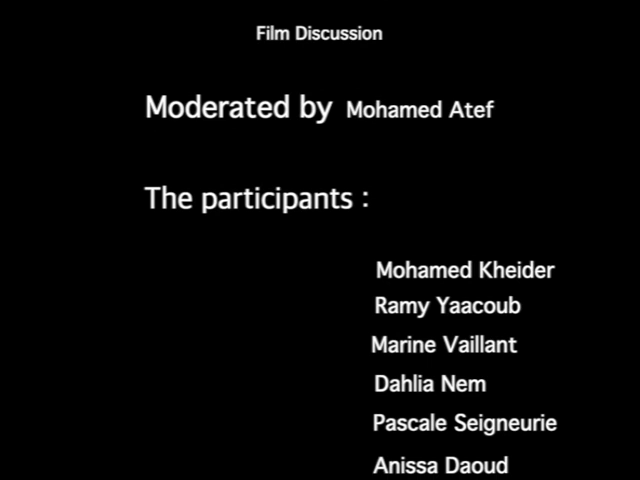 Film Discussion
Moderated by Mohamed Atef
The participants :
Mohamed Kheider
Ramy Yaacoub
Marine Vaillant
Dahlia Nem
Pascale Seigneurie
Anissa Daoud